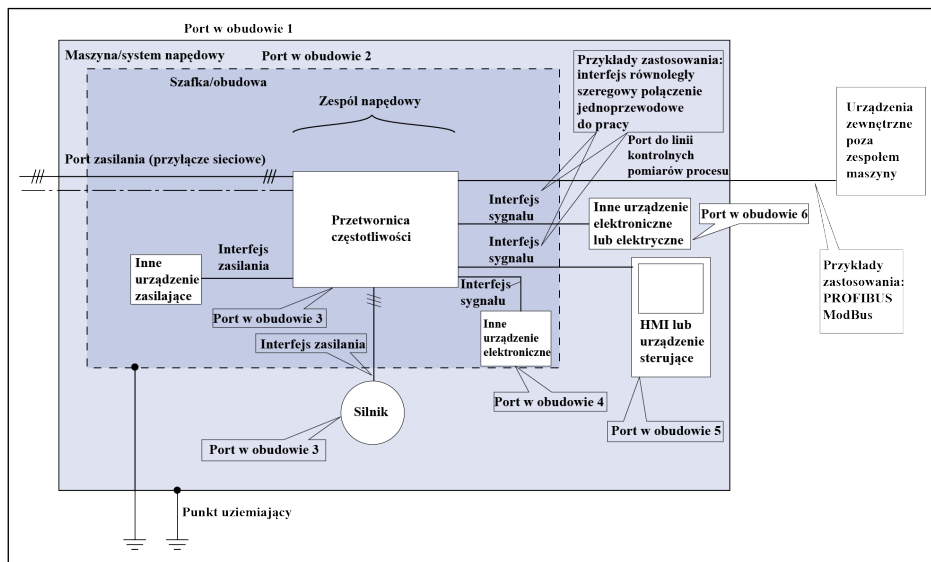 Port w obudowie 1
Maszyna/system napędowy
Port w obudowie 2
Szafka/obudowa
Zespól napędowy
Przykłady zastosowania:
interfejs równoległy
szeregowy połączenie
jednoprzewodowe
do pracy
Port do linii
kontrolnych
pomiarów procesu
Urządzenia
zewnętrzne
poza
zespołem
maszyny
Port zasilania (przyłącze sieciowe)
Przetwornica
częstotliwości
Interfejs
sygnału
Inne urządzenie
elektroniczne
lub elektryczne
Port w obudowie 6
Interfejs
sygnału
Interfejs
zasilania
Inne
urządzenie
zasilające
Interfejs
sygnału
Przykłady
zastosowania:
PROFIBUS
ModBus
Port w obudowie 3
Inne
urządzenie
elektroniczne
HMI lub
urządzenie
sterujące
Interfejs zasilania
Silnik
Port w obudowie 4
Port w obudowie 5
Port w obudowie 3
Punkt uziemiający